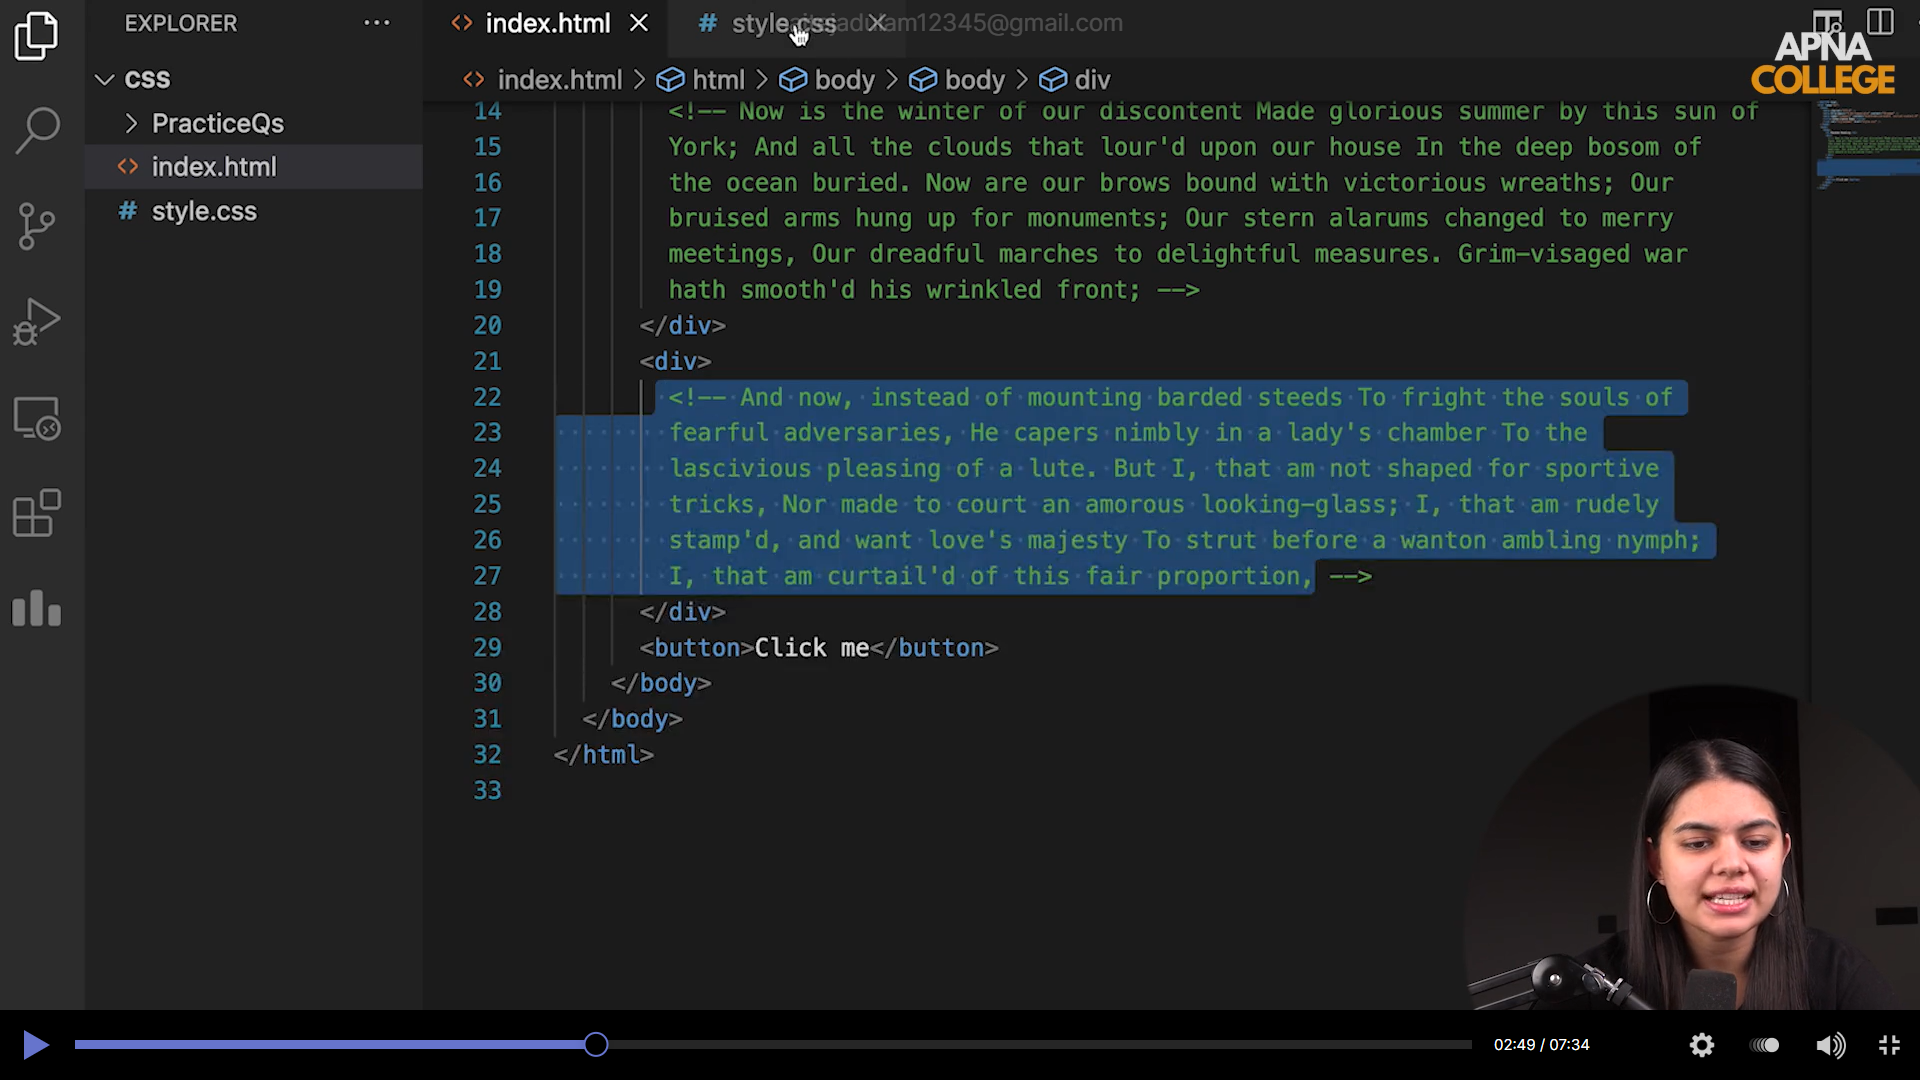 EXPLORER
index.html
style.css
12345@gmail.com
APNA
COLLEGE
CSS
PracticeQs
index.html
style.css
index.html > html > body > body > div
14 <!-- Now is the winter of our discontent Made glorious summer by this sun of
15 York; And all the clouds that lour'd upon our house In the deep bosom of
16 the ocean buried. Now are our brows bound with victorious wreaths; Our
17 bruised arms hung up for monuments; Our stern alarums changed to merry
18 meetings, Our dreadful marches to delightful measures. Grim-visaged war
19 hath smooth'd his wrinkled front; -->
20 </div>
21 <div>
22 <!-- And now, instead of mounting barded steeds To fright the souls of
23 fearful adversaries, He capers nimbly in a lady's chamber To the
24 lascivious pleasing of a lute. But I, that am not shaped for sportive
25 tricks, Nor made to court an amorous looking-glass; I, that am rudely
26 stamp'd, and want love's majesty To strut before a wanton ambling nymph;
27 I, that am curtail'd of this fair proportion, -->
28 </div>
29 <button>Click me</button>
30 </body>
31 </body>
32 </html>
33
02:49 / 07:34